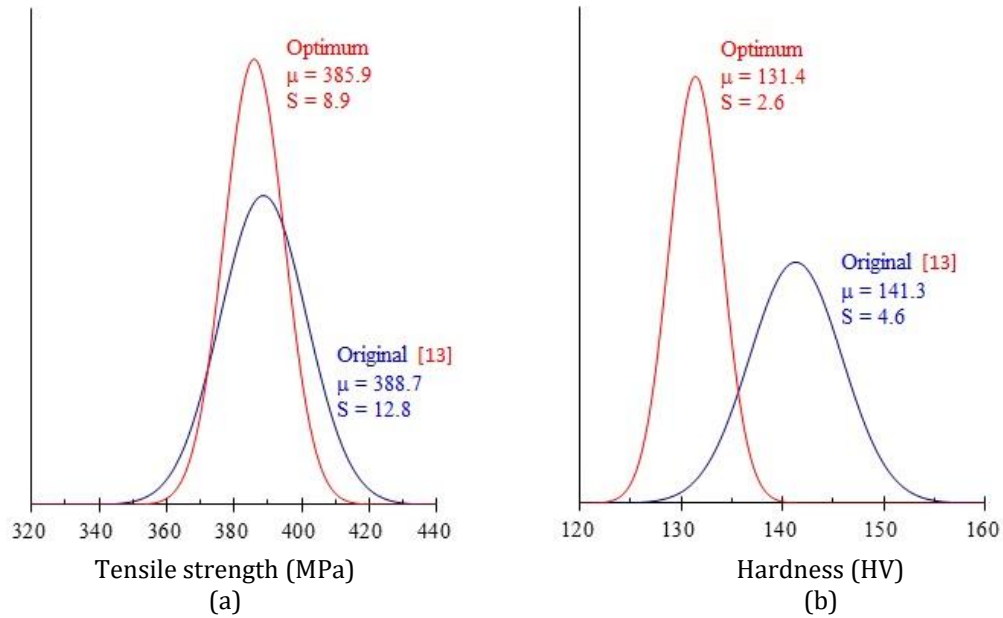 Optimum
μ = 385.9
S = 8.9
Original [13]
μ = 388.7
S = 12.8
320 340 360 380 400 420 440
Tensile strength (MPa)
(a)
Optimum
μ = 131.4
S = 2.6
Original [13]
μ = 141.3
S = 4.6
120 130 140 150 160
Hardness (HV)
(b)